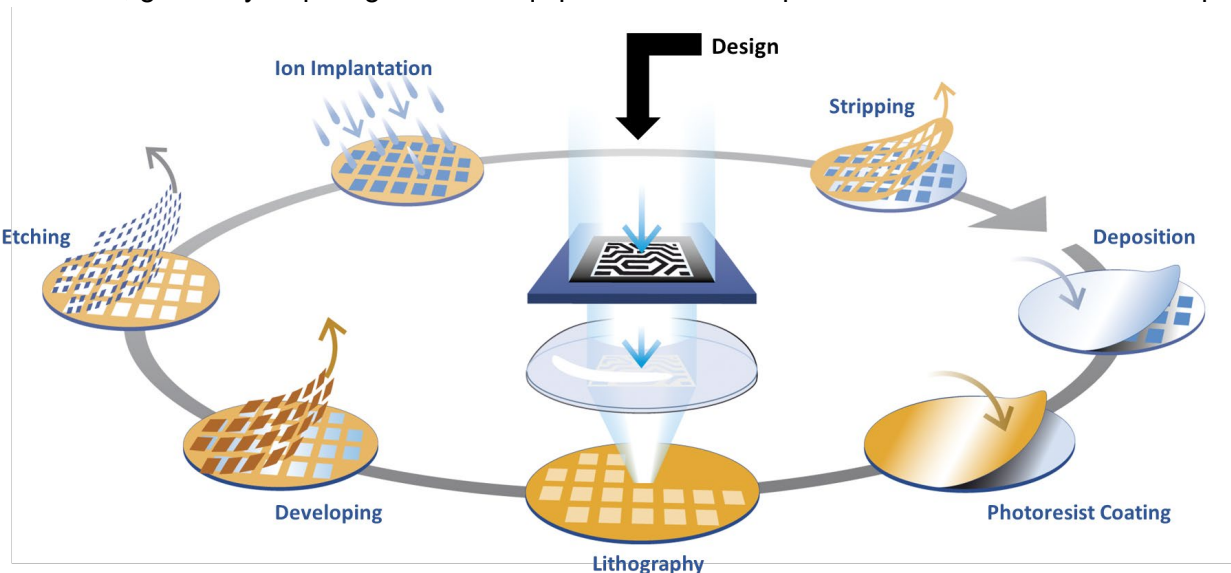 Design
Ion Implantation
Stripping
Etching
Deposition
Developing
Photoresist Coating
Lithography